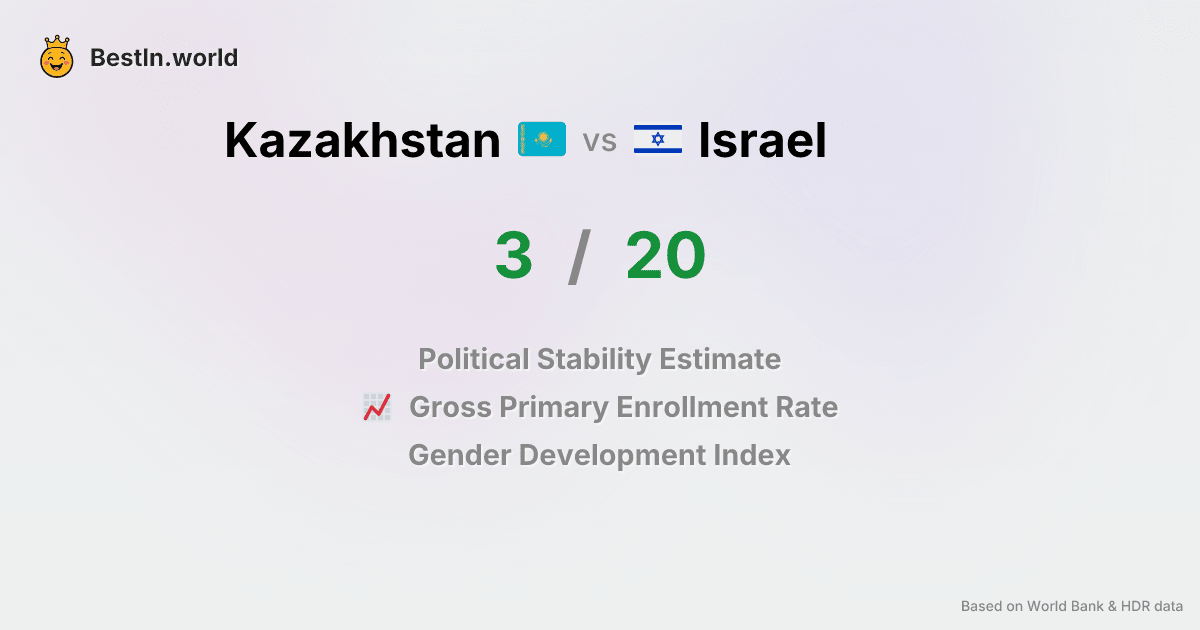 BestIn.world
Kazakhstan vs Israel
3 / 20
Political Stability Estimate
Gross Primary Enrollment Rate
Gender Development Index
Based on World Bank & HDR data